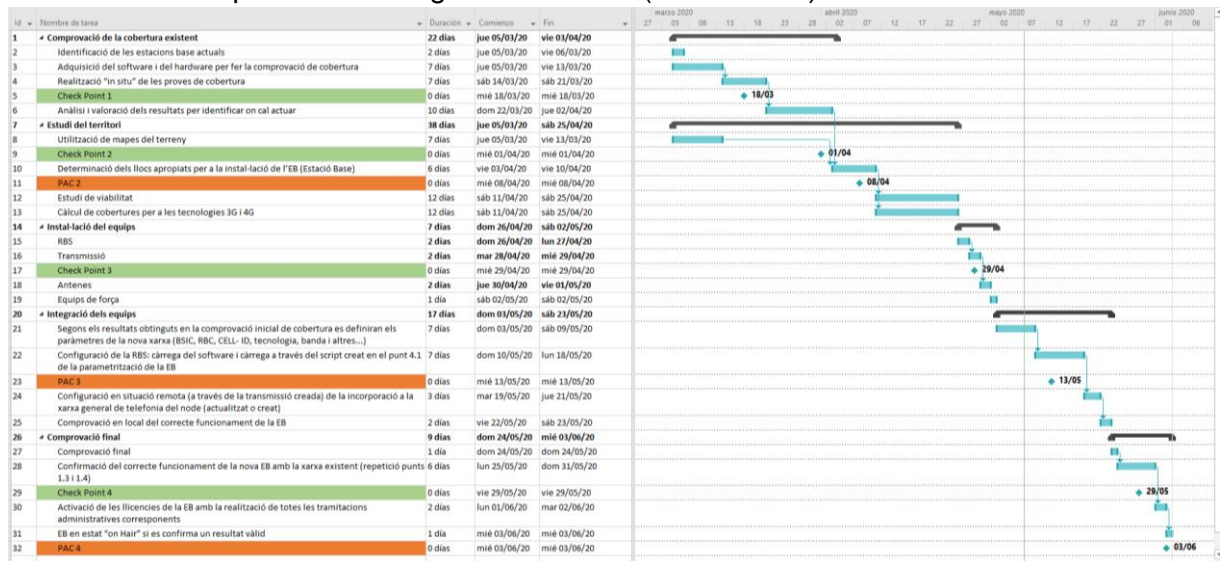 marzo 2020 abril 2020 mayo 2020 junio 2020
Id Nombre de tarea Duración Comienzo Fin 27 03 08 13 18 23 28 02 07 12 17 22 27 02 07 12 17 22 27 01 06
1 Comprovació de la cobertura existent 22 días jue 05/03/20 vie 03/04/20
2 Identificació de les estacions base actuals 2 días jue 05/03/20 vie 06/03/20
3 Adquisició del software i del hardware per fer la comprovació de cobertura 7 días jue 05/03/20 vie 13/03/20
4 Realització "in situ" de les proves de cobertura 7 días sáb 14/03/20 sáb 21/03/20
5 Check Point 1 0 días mié 18/03/20 mié 18/03/20 18/03
6 Anàlisi i valoració dels resultats per identificar on cal actuar 10 días dom 22/03/20 jue 02/04/20
7 Estudi del territori 38 días jue 05/03/20 sáb 25/04/20
8 Utilització de mapes del terreny 7 días jue 05/03/20 vie 13/03/20
9 Check Point 2 0 días mié 01/04/20 mié 01/04/20 01/04
10 Determinació dels llocs apropiats per a la instal·lació de l'EB (Estació Base) 6 días vie 03/04/20 vie 10/04/20
11 PAC 2 0 días mié 08/04/20 mié 08/04/20 08/04
12 Estudi de viabilitat 12 días sáb 11/04/20 sáb 25/04/20
13 Càlcul de cobertures per a les tecnologies 3G i 4G 12 días sáb 11/04/20 sáb 25/04/20
14 Instal·lació del equips 7 días dom 26/04/20 sáb 02/05/20
15 RBS 2 días dom 26/04/20 lun 27/04/20
16 Transmissió 2 días mar 28/04/20 mié 29/04/20
17 Check Point 3 0 días mié 29/04/20 mié 29/04/20 29/04
18 Antenes 2 días jue 30/04/20 vie 01/05/20
19 Equips de força 1 día sáb 02/05/20 sáb 02/05/20
20 Integració dels equips 17 días dom 03/05/20 sáb 23/05/20
21 Segons els resultats obtinguts en la comprovació inicial de cobertura es definiran els 7 días dom 03/05/20 sáb 09/05/20
paràmetres de la nova xarxa (BSIC, RBC, CELL- ID, tecnologia, banda i altres...)
22 Configuració de la RBS: càrrega del software i càrrega a través del script creat en el punt 4.1 7 días dom 10/05/20 lun 18/05/20
de la parametrització de la EB
23 PAC 3 0 días mié 13/05/20 mié 13/05/20 13/05
24 Configuració en situació remota (a través de la transmissió creada) de la incorporació a la 3 días mar 19/05/20 jue 21/05/20
xarxa general de telefonia del node (actualitzat o creat)
25 Comprovació en local del correcte funcionament de la EB 2 días vie 22/05/20 sáb 23/05/20
26 Comprovació final 9 días dom 24/05/20 mié 03/06/20
27 Comprovació final 1 día dom 24/05/20 dom 24/05/20
28 Confirmació del correcte funcionament de la nova EB amb la xarxa existent (repetició punts 6 días lun 25/05/20 dom 31/05/20
1.3 i 1.4)
29 Check Point 4 0 días vie 29/05/20 vie 29/05/20 29/05
30 Activació de les llicencies de la EB amb la realització de totes les tramitacions 2 días lun 01/06/20 mar 02/06/20
administratives corresponents
31 EB en estat "on Hair" si es confirma un resultat vàlid 1 día mié 03/06/20 mié 03/06/20
32 PAC 4 0 días mié 03/06/20 mié 03/06/20 03/06